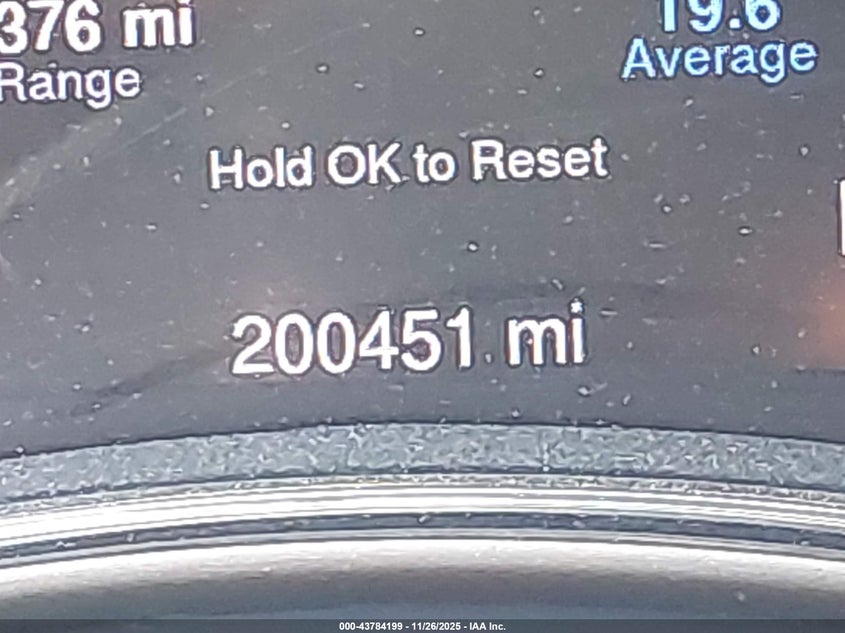 376 mi
Range
19.6
Average
Hold OK to Reset
200451 mi
000-43784199 - 11/26/2025 - IAA Inc.